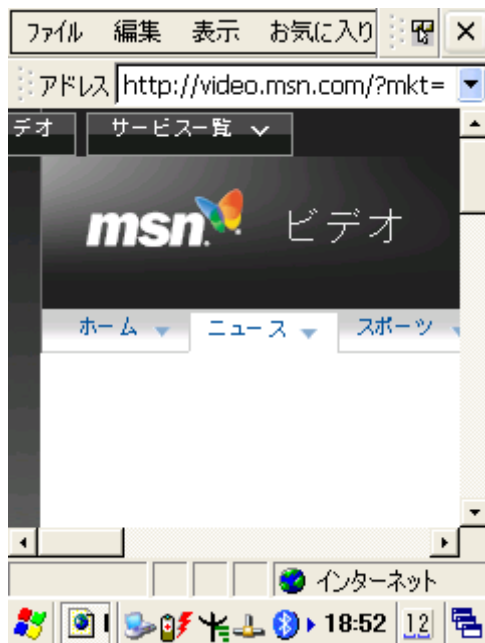 ファイル 編集 表示 お気に入り
アドレス http://video.msn.com/?mkt=
デオ サービス一覧
msn ビデオ
ホーム ニュース スポーツ
インターネット
18:52 12